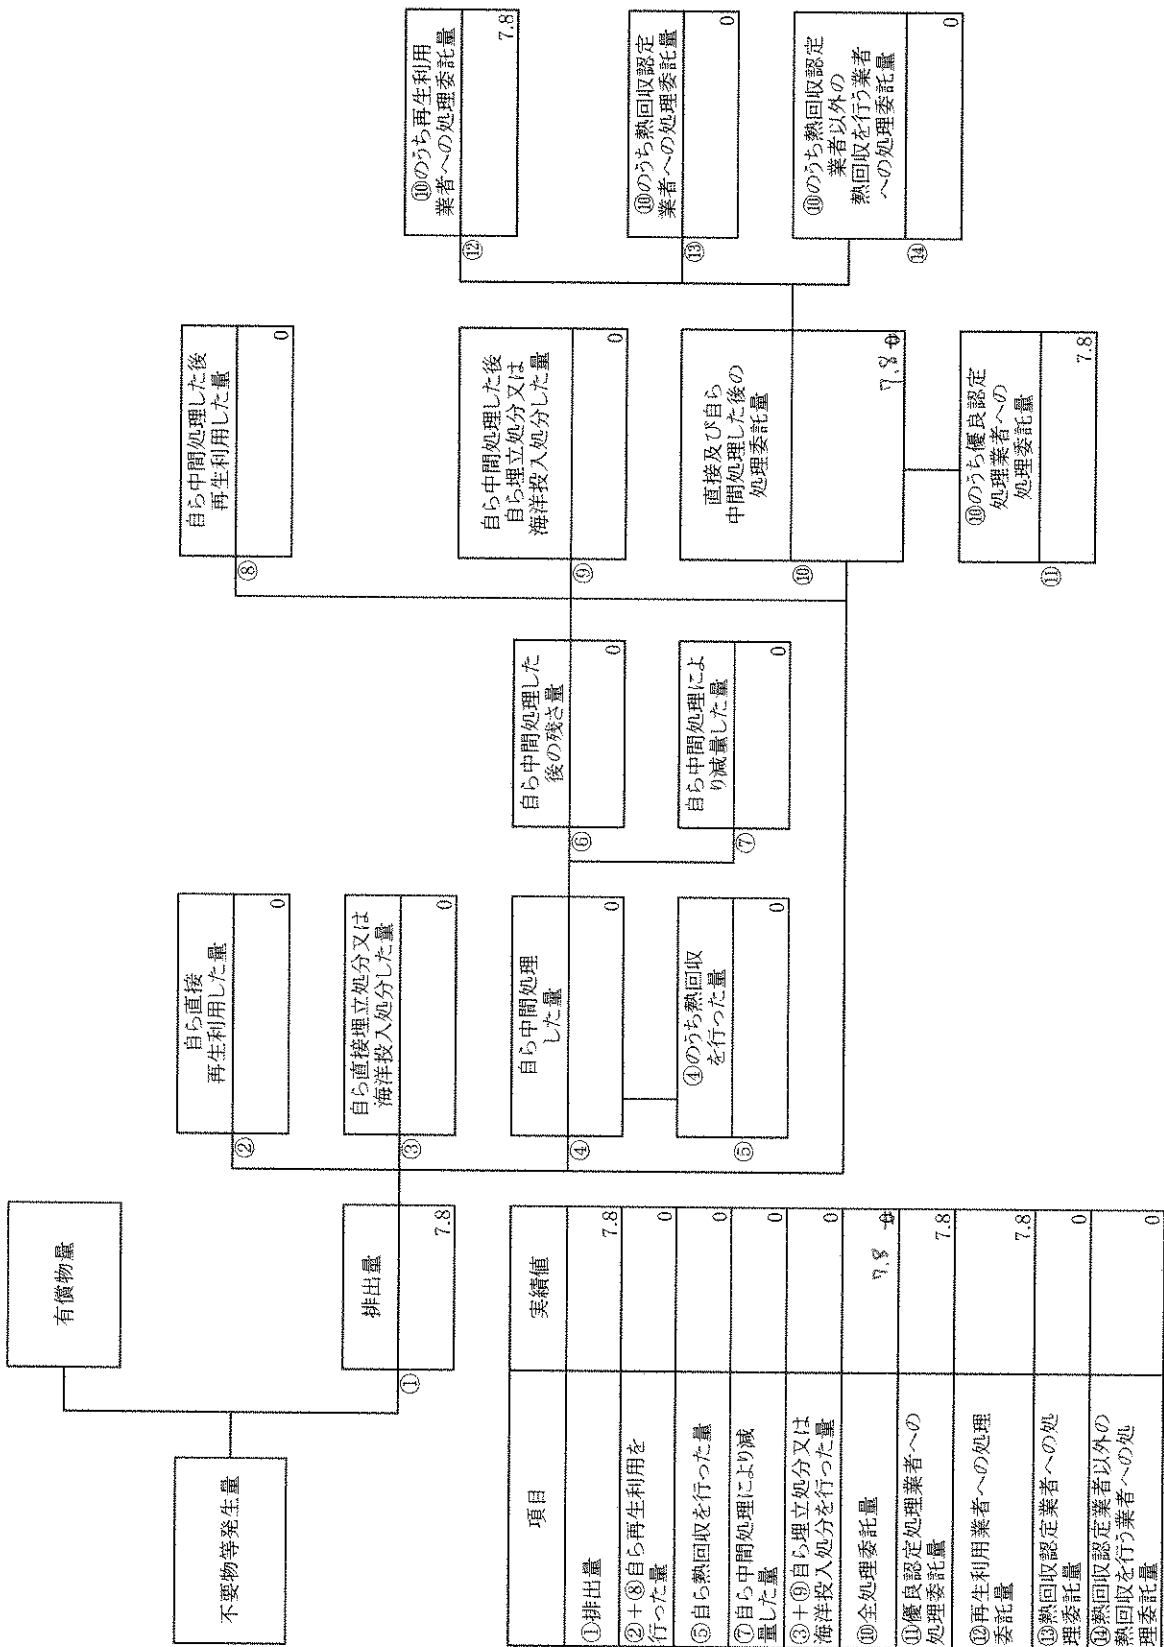 不要物等発生量
有償物量
①
排出量
7.8
②
自ら直接
再生利用した量
0
③
自ら直接埋立処分又は
海洋投入処分した量
0
④
自ら中間処理
した量
0
⑤
④のうち熱回収
を行った量
0
⑥
自ら中間処理した
後の残さ量
0
⑦
自ら中間処理によ
り減量した量
0
⑧
自ら中間処理した後
再生利用した量
0
⑨
自ら中間処理した後
自ら埋立処分又は
海洋投入処分した量
0
⑩
直接及び自ら
中間処理した後の
処理委託量
7.8 0
⑪
⑩のうち優良認定
処理業者への
処理委託量
7.8
⑫
⑩のうち再生利用
業者への処理委託量
7.8
⑬
⑩のうち熱回収認定
業者への処理委託量
0
⑭
⑩のうち熱回収認定
業者以外の
熱回収を行う業者
への処理委託量
0
項目 実績値
①排出量 7.8
②+⑧自ら再生利用を
行った量 0
⑤自ら熱回収を行った量 0
⑦自ら中間処理により減
量した量 0
③+⑨自ら埋立処分又は
海洋投入処分を行った量 0
⑩全処理委託量 7.8 0
⑪優良認定処理業者への
処理委託量 7.8
⑫再生利用業者への処理
委託量 7.8
⑬熱回収認定業者への処
理委託量 0
⑭熱回収認定業者以外の
熱回収を行う業者への処
理委託量 0